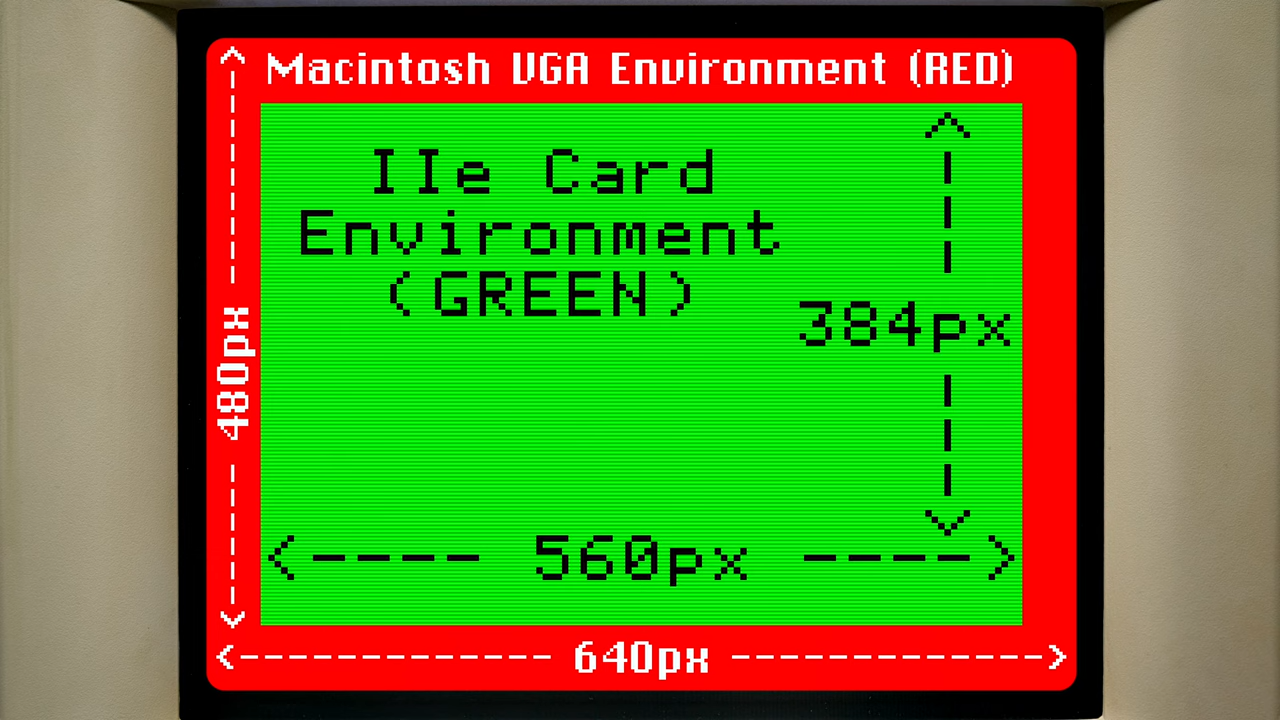 Macintosh VGA Environment (RED)
IIe Card
Environment
(GREEN)
384px
480px
560px
640px